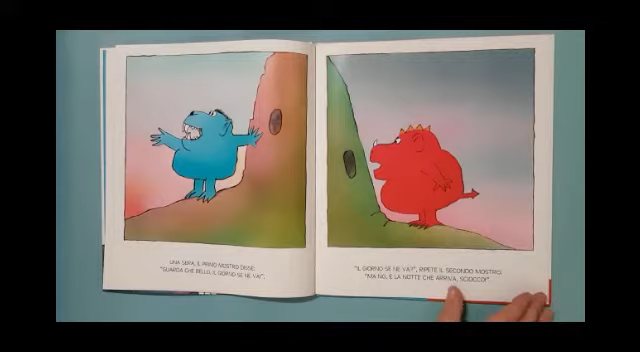 UNA SERA, IL PRIMO MOSTRO DISSE:
"GUARDA CHE BELLO, IL GIORNO SE NE VA!".
"IL GIORNO SE NE VA?", RIPETÉ IL SECONDO MOSTRO.
"MA NO, È LA NOTTE CHE ARRIVA, SCIOCCO!"